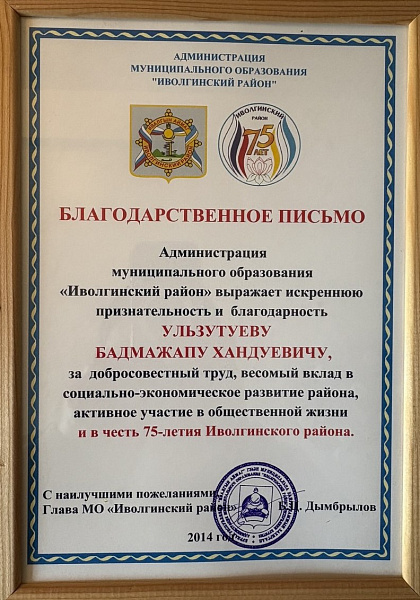 АДМИНИСТРАЦИЯ
МУНИЦИПАЛЬНОГО ОБРАЗОВАНИЯ
"ИВОЛГИНСКИЙ РАЙОН"
ИВОЛГИНСКИЙ
РАЙОН
75
ЛЕТ
БЛАГОДАРСТВЕННОЕ ПИСЬМО
Администрация
муниципального образования
«Иволгинский район» выражает искреннюю
признательность и благодарность
УЛЬЗУТУЕВУ
БАДМАЖАПУ ХАНДУЕВИЧУ,
за добросовестный труд, весомый вклад в
социально-экономическое развитие района,
активное участие в общественной жизни
и в честь 75-летия Иволгинского района.
С наилучшими пожеланиями,
Глава МО «Иволгинский район» Дымбрылов
2014 год